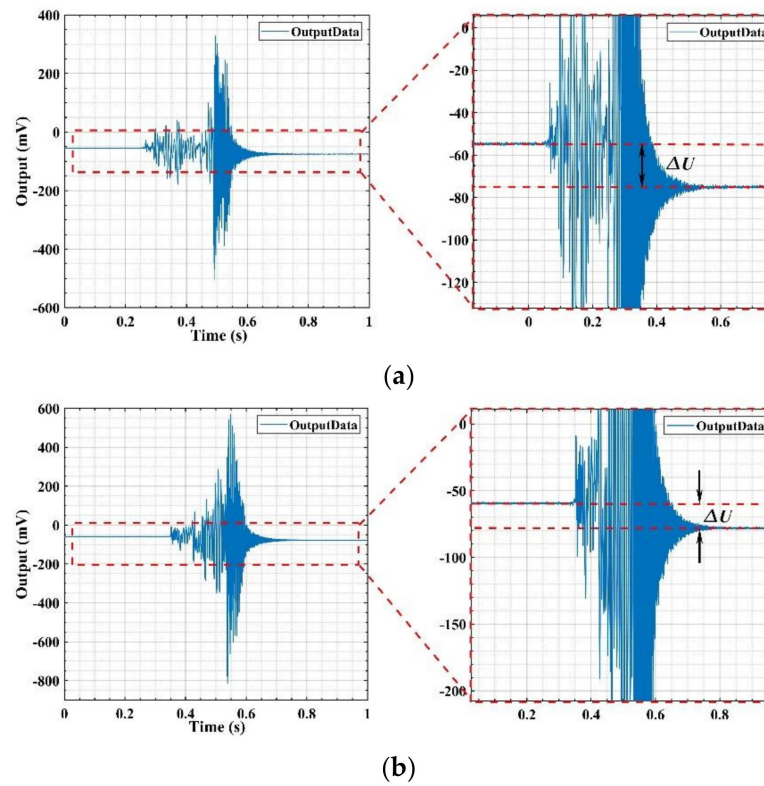 OutputData
400
200
0
-200
-400
-600
Output (mV)
0 0.2 0.4 0.6 0.8 1
Time (s)
OutputData
-20
-40
-60
-80
-100
-120
ΔU
0 0.2 0.4 0.6 0.8
(a)
OutputData
600
400
200
0
-200
-400
-600
-800
Output (mV)
0 0.2 0.4 0.6 0.8 1
Time (s)
OutputData
0
-50
-100
-150
-200
ΔU
0.2 0.4 0.6 0.8
(b)